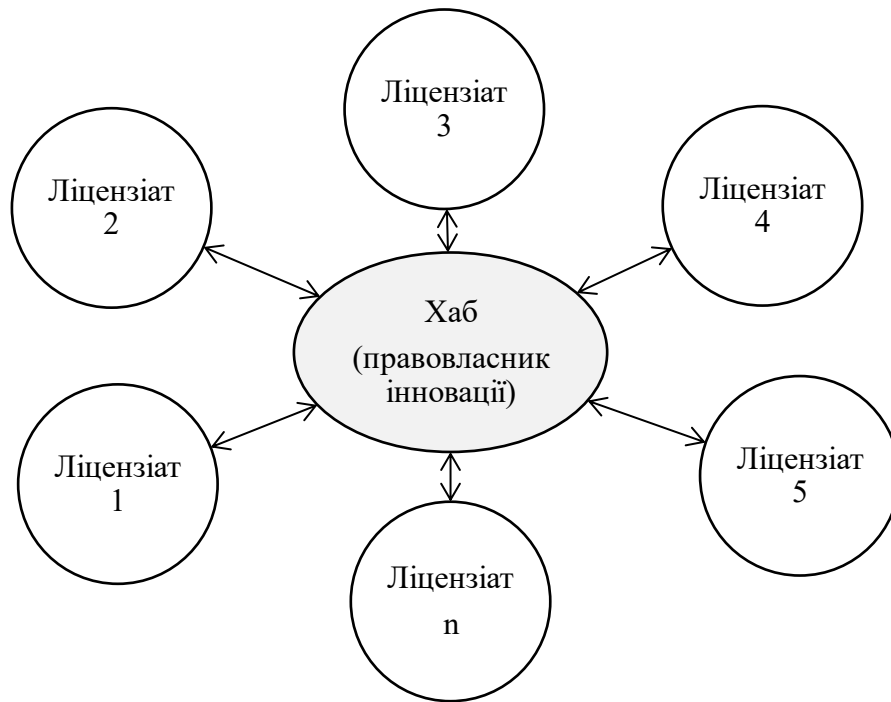 Ліцензіат
3
Ліцензіат
2
Ліцензіат
4
Хаб
(правовласник
інновації)
Ліцензіат
1
Ліцензіат
5
Ліцензіат
n